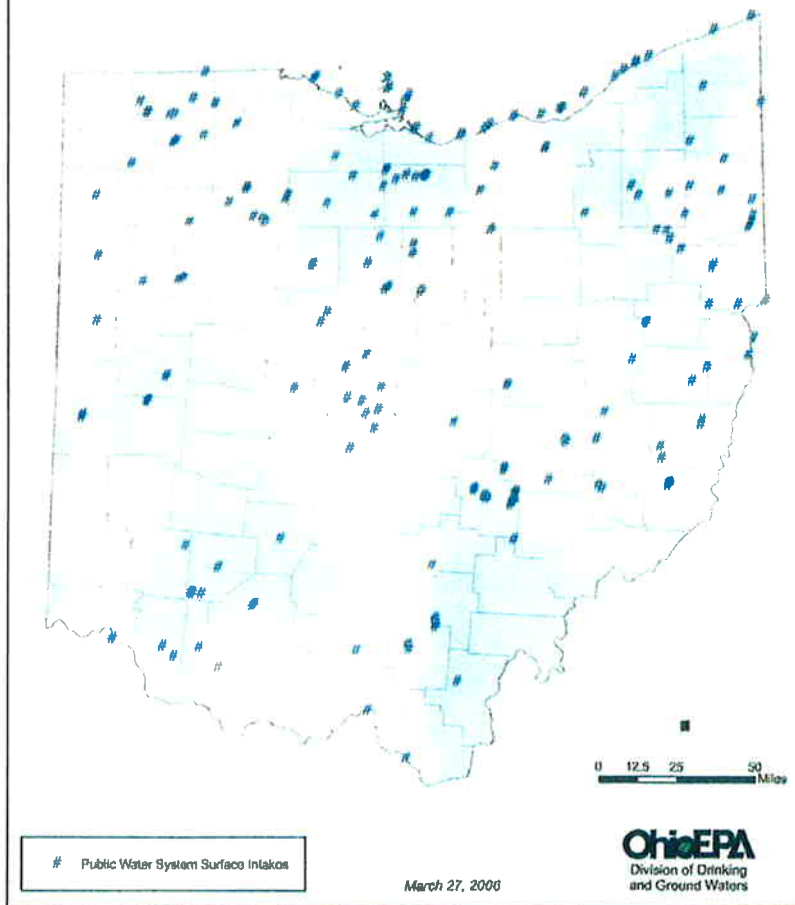 0 12.5 25 50
Miles
# Public Water System Surface Intakes
March 27, 2006
OhioEPA
Division of Drinking
and Ground Waters